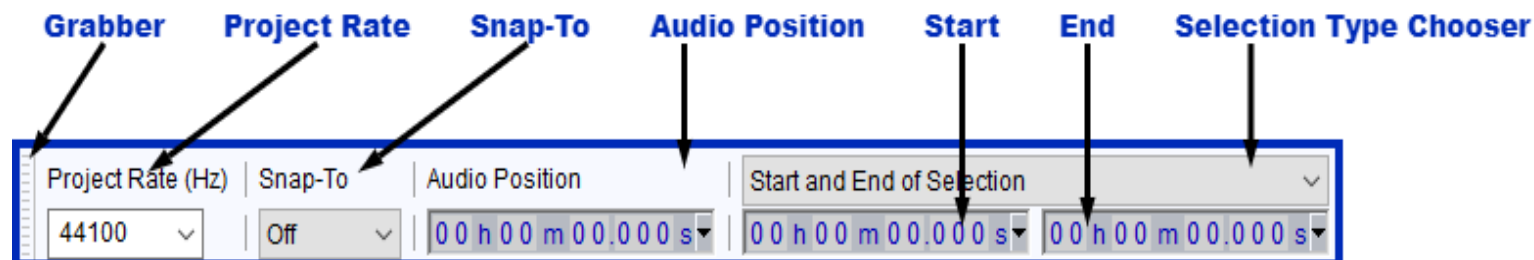 Grabber Project Rate Snap-To Audio Position Start End Selection Type Chooser
Project Rate (Hz) Snap-To Audio Position Start and End of Selection
44100 Off 00h00m00.000s 00h00m00.000s 00h00m00.000s